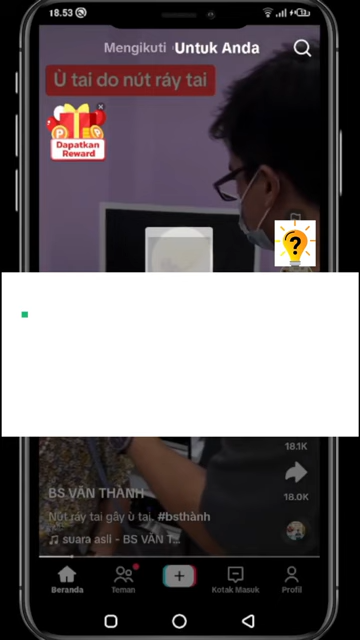 18.53
Mengikuti Untuk Anda
Ù tai do nút ráy tai
Dapatkan
Reward
18.1K
18.0K
BS VĂN THÀNH
Nút ráy tai gây ù tai. #bsthành
suara asli - BS VĂN T...
Beranda
Teman
Kotak Masuk
Profil